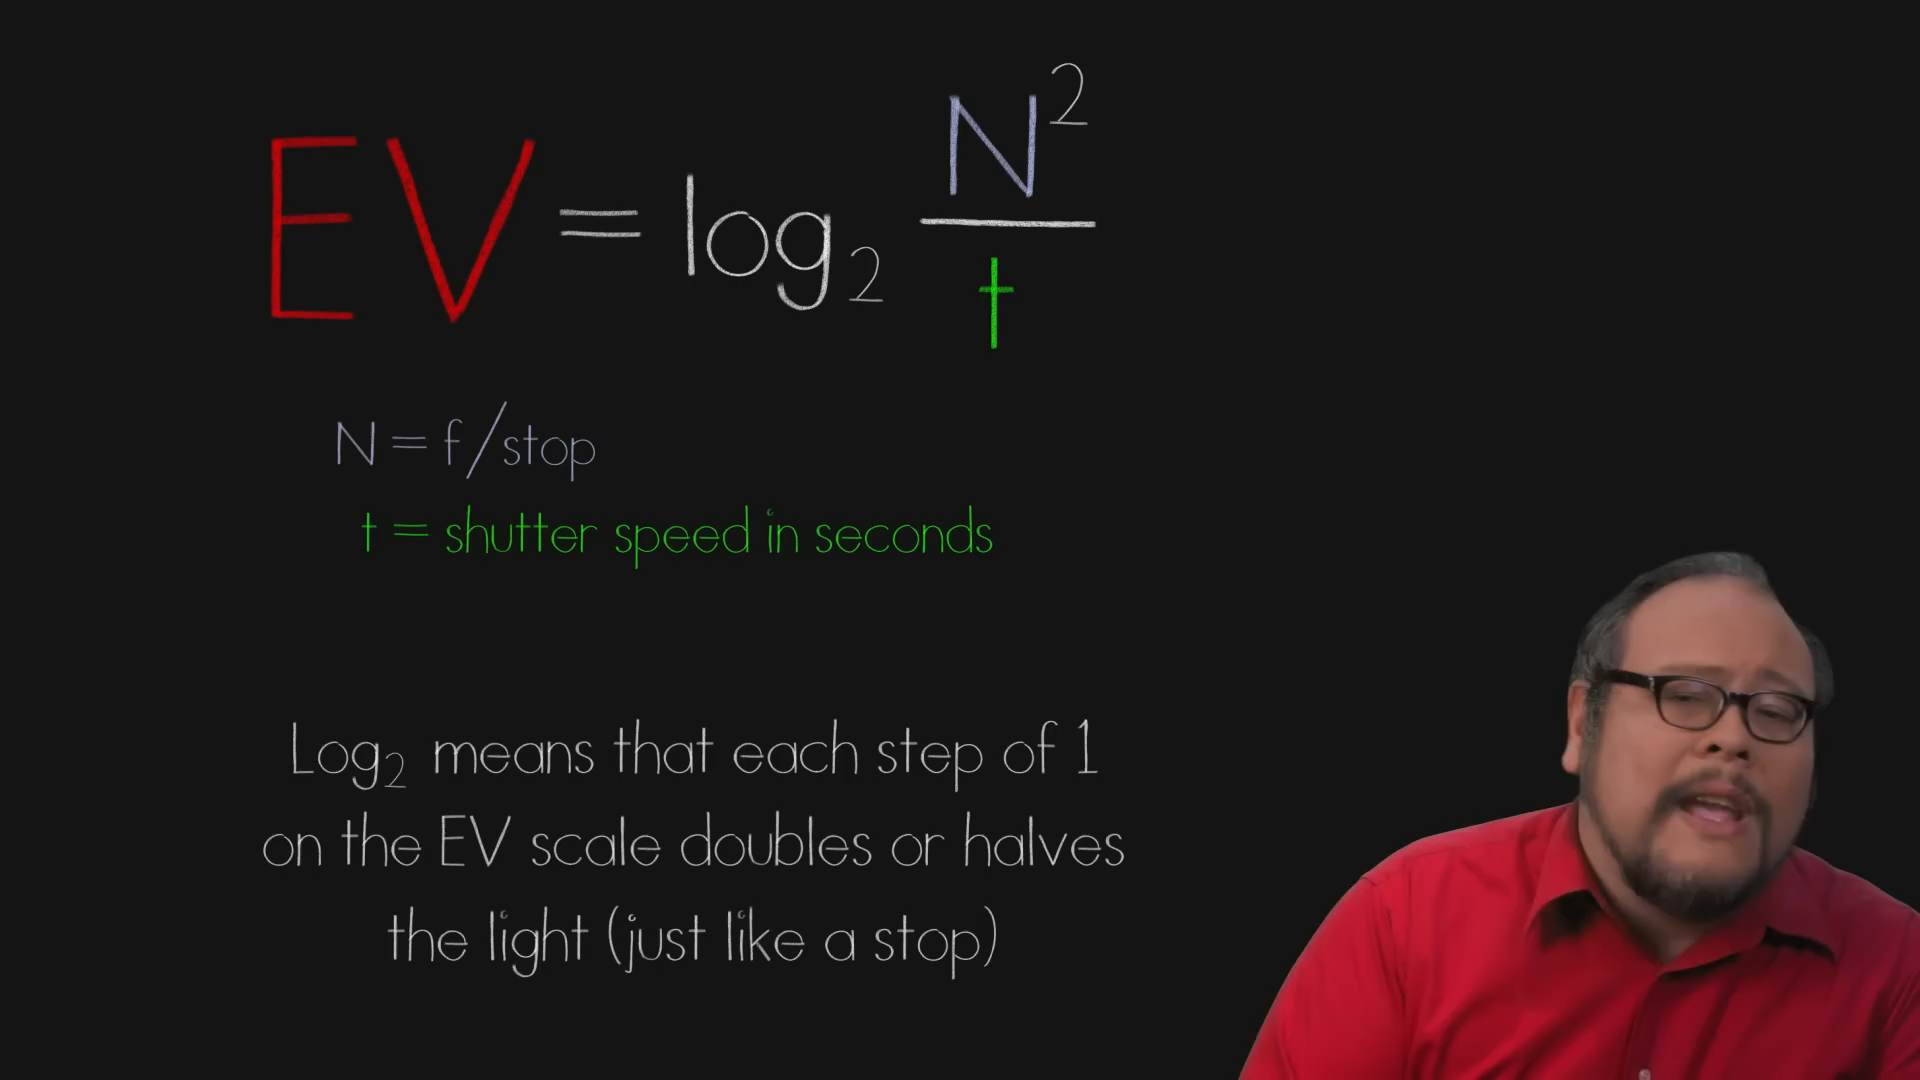 EV = log₂ N²/t
N = f/stop
t = shutter speed in seconds
Log₂ means that each step of 1
on the EV scale doubles or halves
the light (just like a stop)